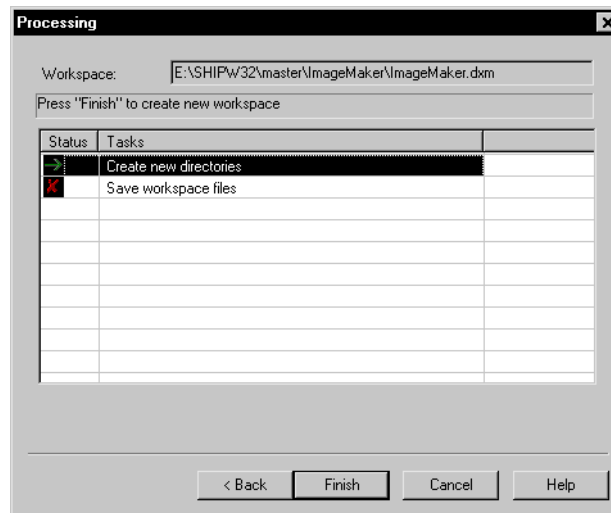 Processing
Workspace: E:\SHIPW32\master\ImageMaker\ImageMaker.dxm
Press "Finish" to create new workspace
Status Tasks
Create new directories
Save workspace files
< Back Finish Cancel Help